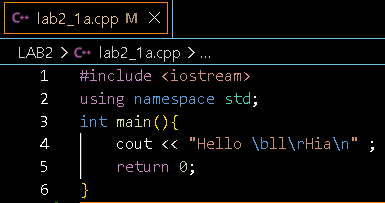 C++ lab2_1a.cpp M ×
LAB2 > C++ lab2_1a.cpp > ...
1 #include <iostream>
2 using namespace std;
3 int main(){
4 cout << "Hello \bll\rHia\n" ;
5 return 0;
6 }